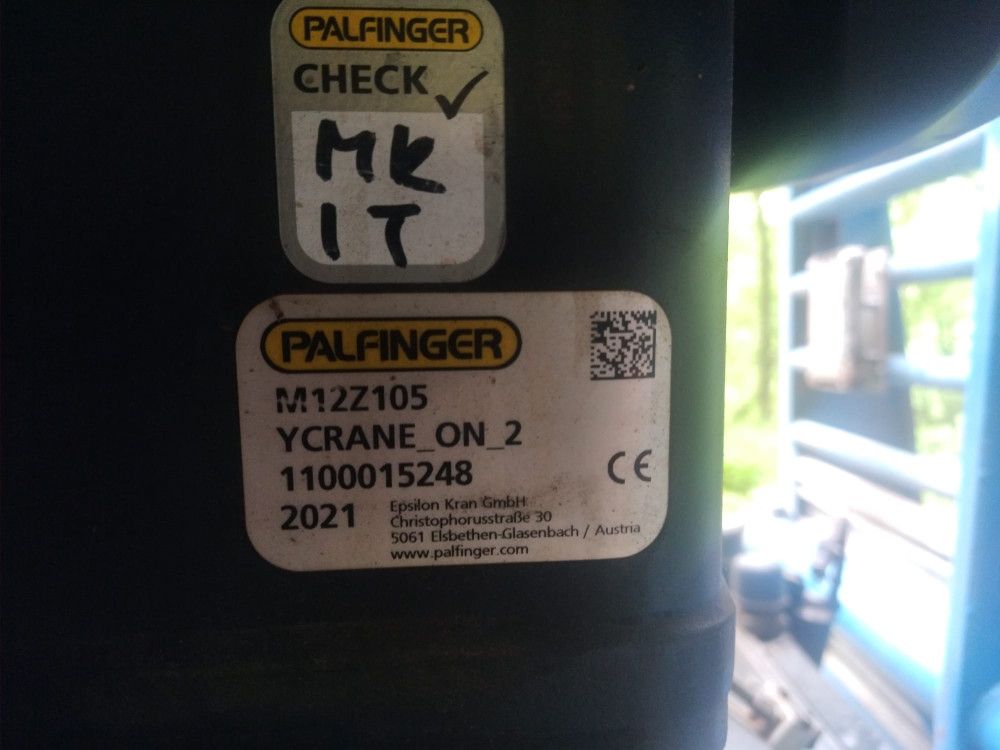 PALFINGER
CHECK
MK
IT
PALFINGER
M12Z105
YCRANE_ON_2
1100015248
2021
Epsilon Kran GmbH
Christophorusstraße 30
5061 Elsbethen-Glasenbach / Austria
www.palfinger.com
CE